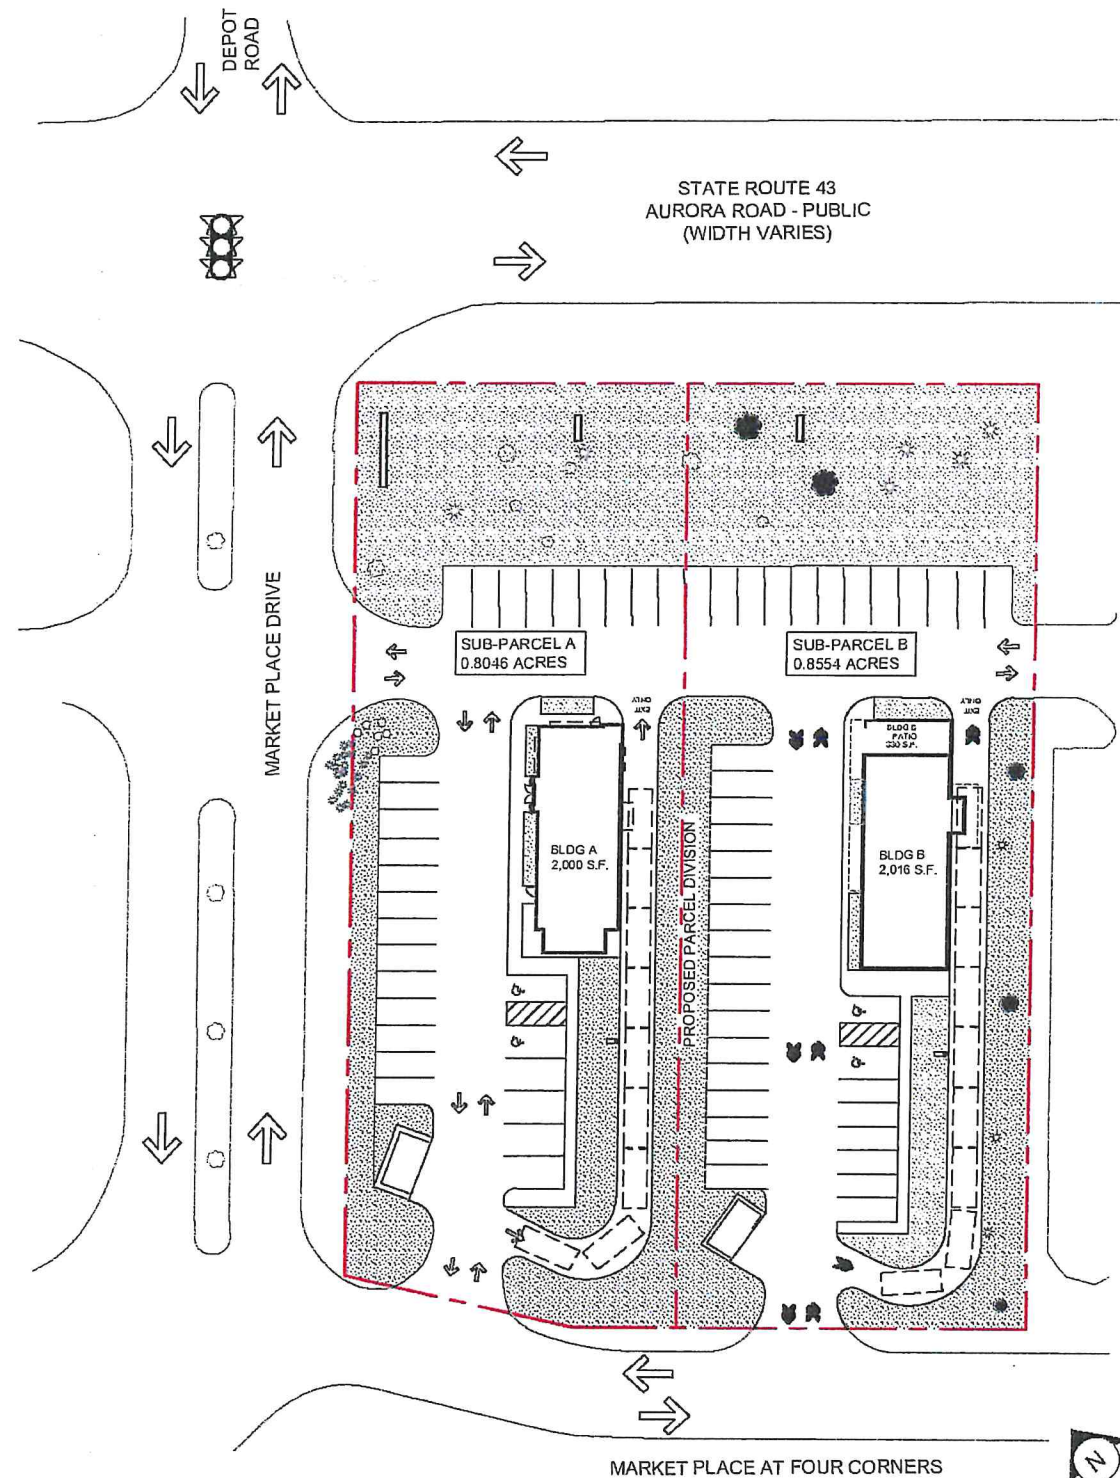 DEPOT
ROAD
STATE ROUTE 43
AURORA ROAD - PUBLIC
(WIDTH VARIES)
MARKET PLACE DRIVE
SUB-PARCEL A
0.8046 ACRES
SUB-PARCEL B
0.8554 ACRES
EXIT
ONLY
EXIT
ONLY
PATIO
330 S.F.
BLDG A
2,000 S.F.
BLDG B
2,016 S.F.
PROPOSED PARCEL DIVISION
MARKET PLACE AT FOUR CORNERS
N